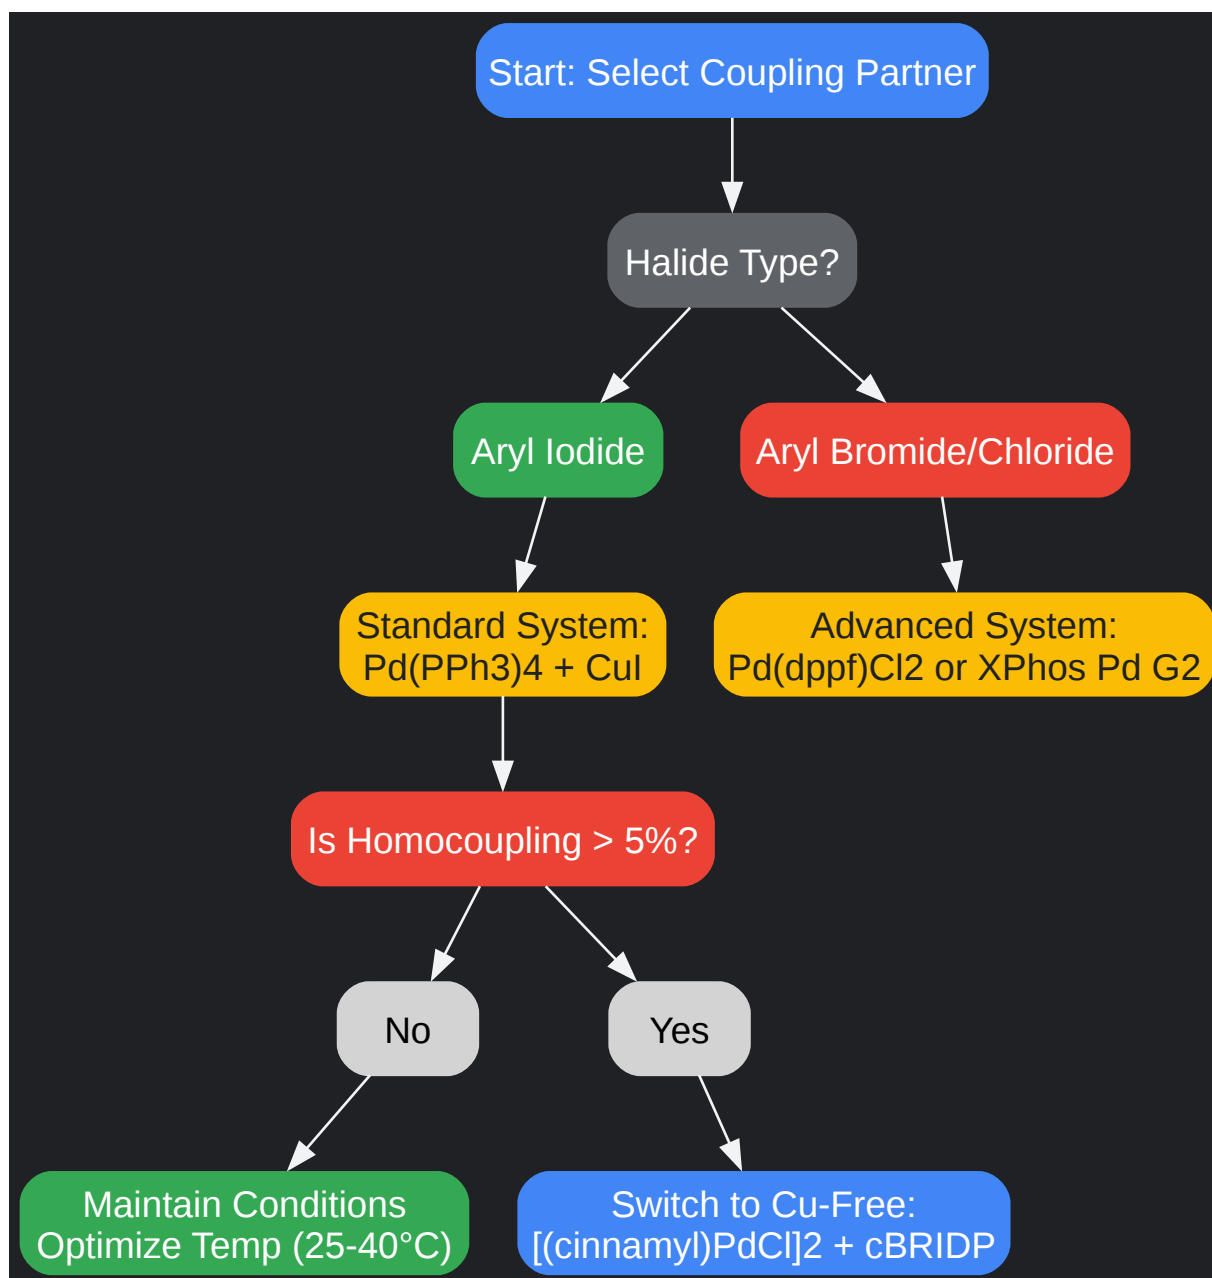 Start: Select Coupling Partner
Halide Type?
Aryl Iodide
Aryl Bromide/Chloride
Standard System:
Pd(PPh3)4 + CuI
Advanced System:
Pd(dppf)Cl2 or XPhos Pd G2
Is Homocoupling > 5%?
No
Yes
Maintain Conditions
Optimize Temp (25-40°C)
Switch to Cu-Free:
[(cinnamyl)PdCl]2 + cBRIDP